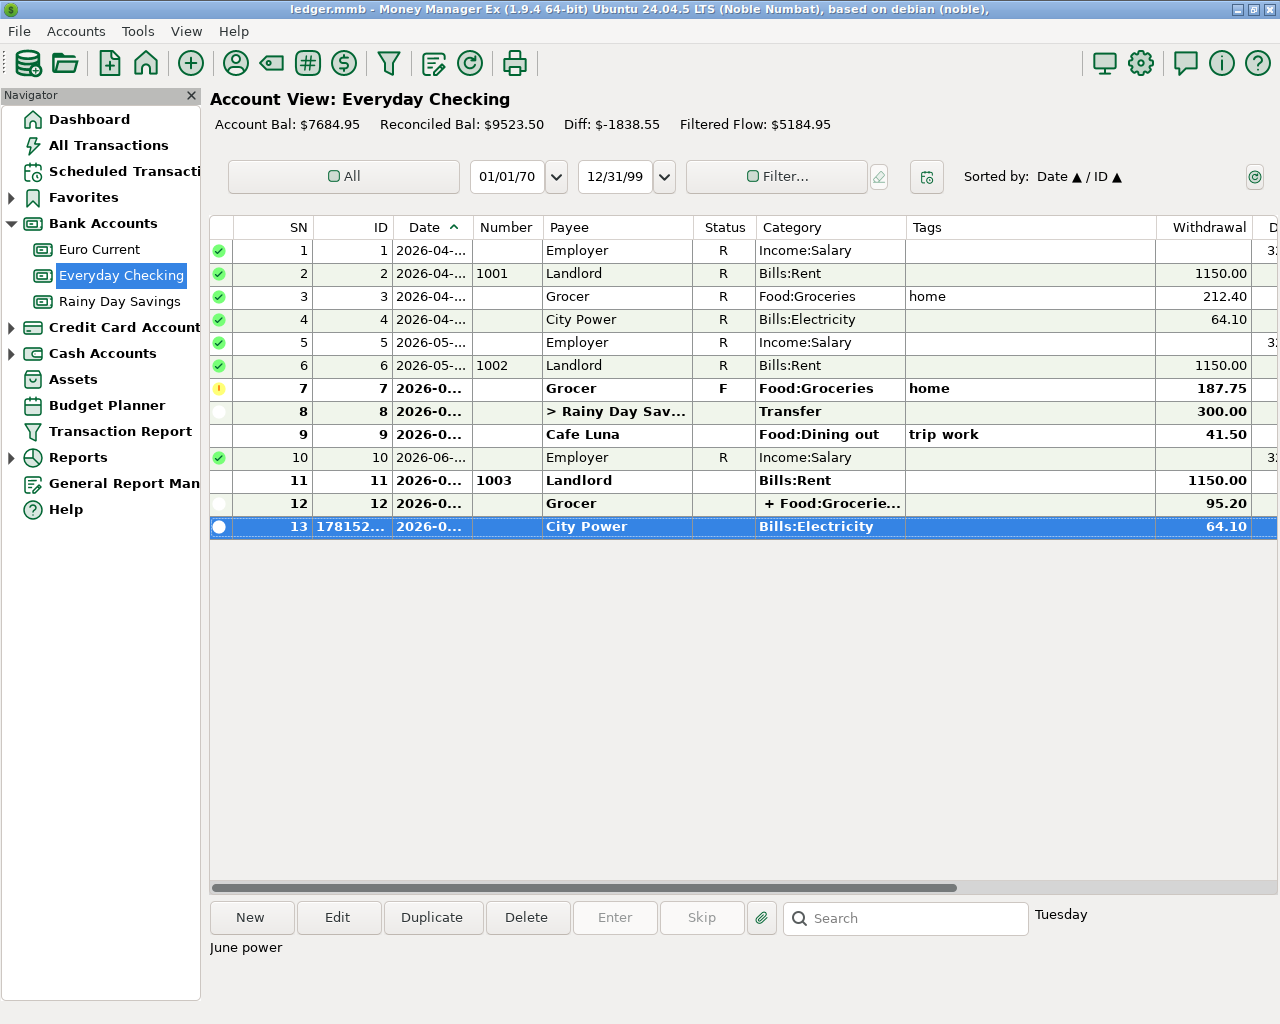 ledger.mmb - Money Manager Ex (1.9.4 64-bit) Ubuntu 24.04.5 LTS (Noble Numbat), based on debian (noble),
File Accounts Tools View Help
Navigator
Dashboard
All Transactions
Scheduled Transacti
Favorites
Bank Accounts
Euro Current
Everyday Checking
Rainy Day Savings
Credit Card Account
Cash Accounts
Assets
Budget Planner
Transaction Report
Reports
General Report Man
Help
Account View: Everyday Checking
Account Bal: $7684.95 Reconciled Bal: $9523.50 Diff: $-1838.55 Filtered Flow: $5184.95
All 01/01/70 12/31/99 Filter... Sorted by: Date ▲ / ID ▲
SN ID Date Number Payee Status Category Tags Withdrawal D
1 1 2026-04-... Employer R Income:Salary 32
2 2 2026-04-... 1001 Landlord R Bills:Rent 1150.00
3 3 2026-04-... Grocer R Food:Groceries home 212.40
4 4 2026-04-... City Power R Bills:Electricity 64.10
5 5 2026-05-... Employer R Income:Salary 32
6 6 2026-05-... 1002 Landlord R Bills:Rent 1150.00
7 7 2026-0... Grocer F Food:Groceries home 187.75
8 8 2026-0... > Rainy Day Sav... Transfer 300.00
9 9 2026-0... Cafe Luna Food:Dining out trip work 41.50
10 10 2026-06-... Employer R Income:Salary 32
11 11 2026-0... 1003 Landlord Bills:Rent 1150.00
12 12 2026-0... Grocer + Food:Grocerie... 95.20
13 178152... 2026-0... City Power Bills:Electricity 64.10
New Edit Duplicate Delete Enter Skip Search Tuesday
June power